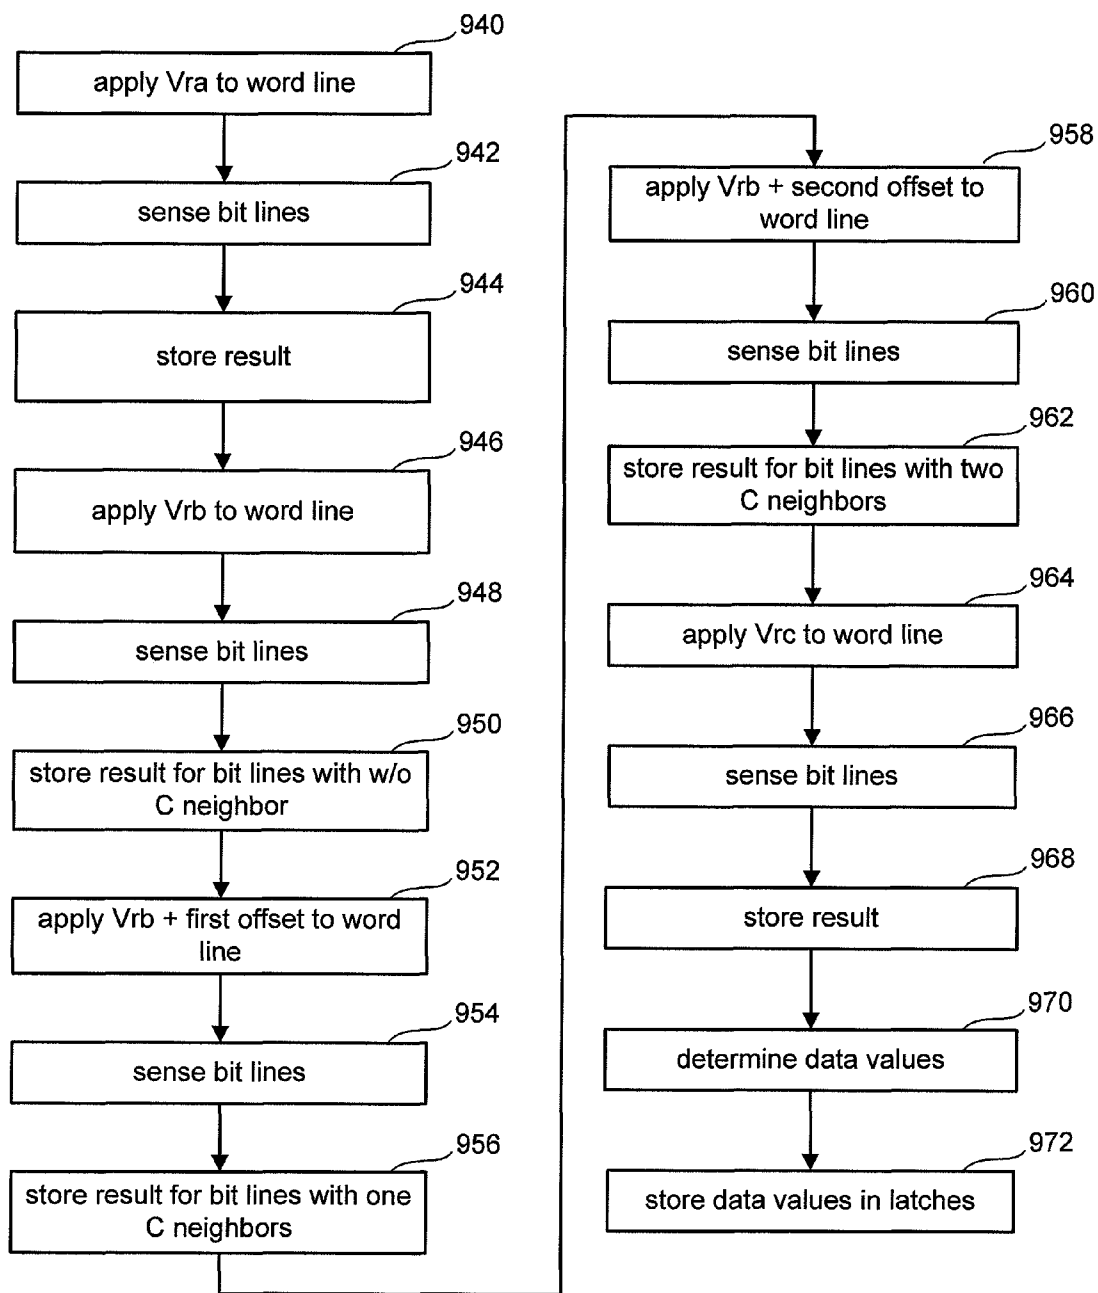 940
apply Vra to word line
942
sense bit lines
944
store result
946
apply Vrb to word line
948
sense bit lines
950
store result for bit lines with w/o
C neighbor
952
apply Vrb + first offset to word
line
954
sense bit lines
956
store result for bit lines with one
C neighbors
958
apply Vrb + second offset to
word line
960
sense bit lines
962
store result for bit lines with two
C neighbors
964
apply Vrc to word line
966
sense bit lines
968
store result
970
determine data values
972
store data values in latches